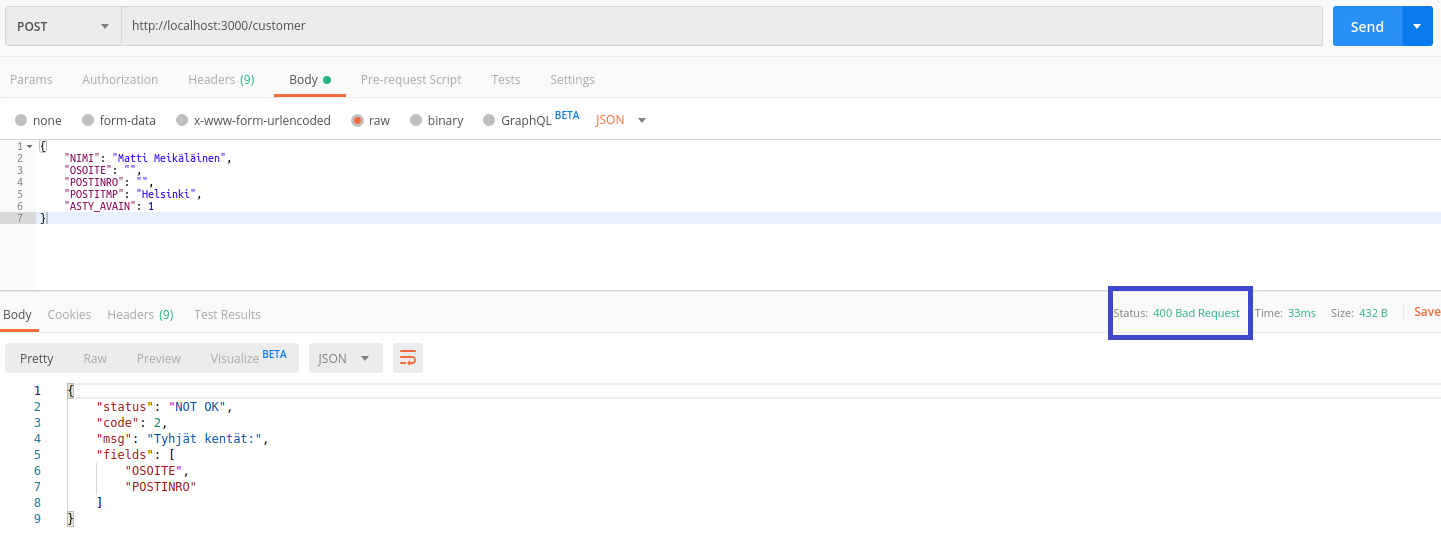 POST http://localhost:3000/customer Send
Params Authorization Headers (9) Body Pre-request Script Tests Settings
none form-data x-www-form-urlencoded raw binary GraphQL BETA JSON
1 {
2 "NIMI": "Matti Meikäläinen",
3 "OSOITE": "",
4 "POSTINRO": "",
5 "POSTITMP": "Helsinki",
6 "ASTY_AVAIN": 1
7 }
Body Cookies Headers (9) Test Results Status: 400 Bad Request Time: 33ms Size: 432 B Save
Pretty Raw Preview Visualize BETA JSON
1 {
2 "status": "NOT OK",
3 "code": 2,
4 "msg": "Tyhjät kentät:",
5 "fields": [
6 "OSOITE",
7 "POSTINRO"
8 ]
9 }